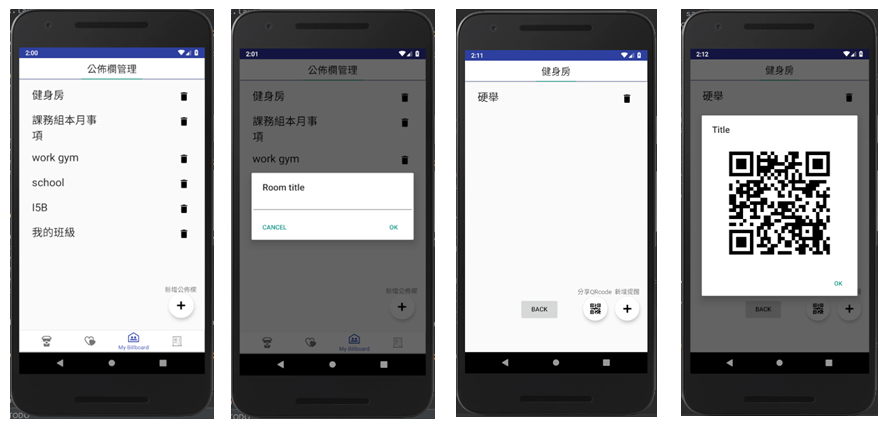 2:00
公佈欄管理
健身房
課務組本月事
項
work gym
school
I5B
我的班級
新增公佈欄
My Billboard
2:01
公佈欄管理
健身房
課務組本月事
項
work gym
Room title
CANCEL
OK
新增公佈欄
My Billboard
2:11
健身房
硬舉
分享QRcode 新增提醒
BACK
2:12
健身房
硬舉
Title
OK
醒
BACK